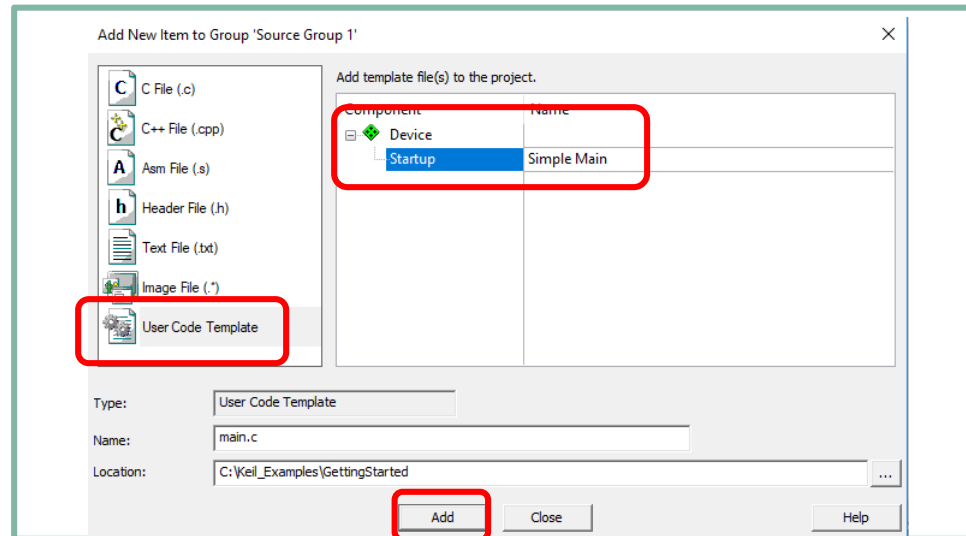 Add New Item to Group 'Source Group 1'
C File (.c)
C++ File (.cpp)
Asm File (.s)
Header File (.h)
Text File (.txt)
Image File (.*)
User Code Template
Add template file(s) to the project.
Component Name
Device
Startup Simple Main
Type: User Code Template
Name: main.c
Location: C:\Keil_Examples\GettingStarted ...
Add Close Help